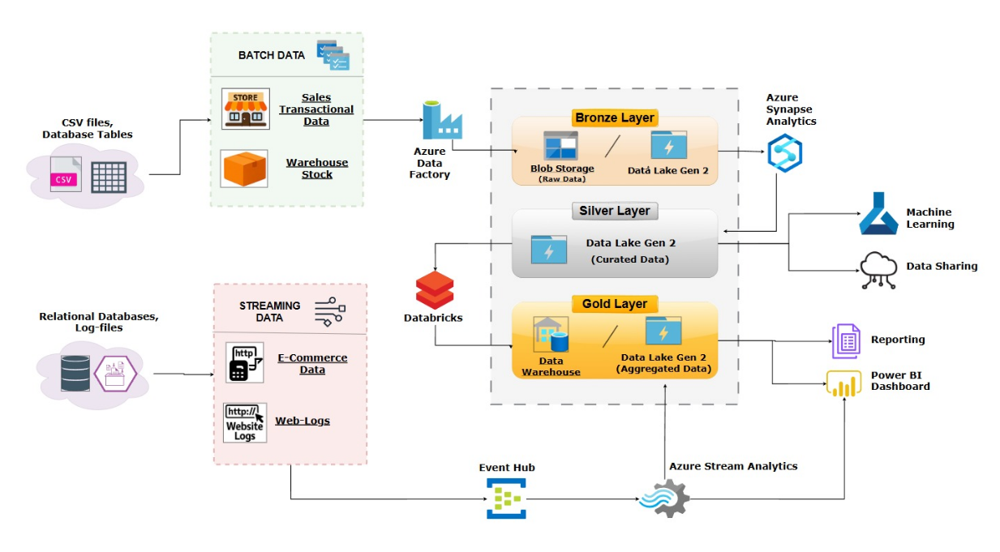 BATCH DATA
STORE
Sales
Transactional
Data
Warehouse
Stock
CSV files,
Database Tables
CSV
Azure
Data
Factory
Bronze Layer
Blob Storage
(Raw Data)
Data Lake Gen 2
Azure
Synapse
Analytics
Silver Layer
Data Lake Gen 2
(Curated Data)
Machine
Learning
Data Sharing
Databricks
Gold Layer
Data
Warehouse
Data Lake Gen 2
(Aggregated Data)
Reporting
Power BI
Dashboard
Relational Databases,
Log-files
STREAMING
DATA
http
E-Commerce
Data
http://
Website
Logs
Web-Logs
Event Hub
Azure Stream Analytics